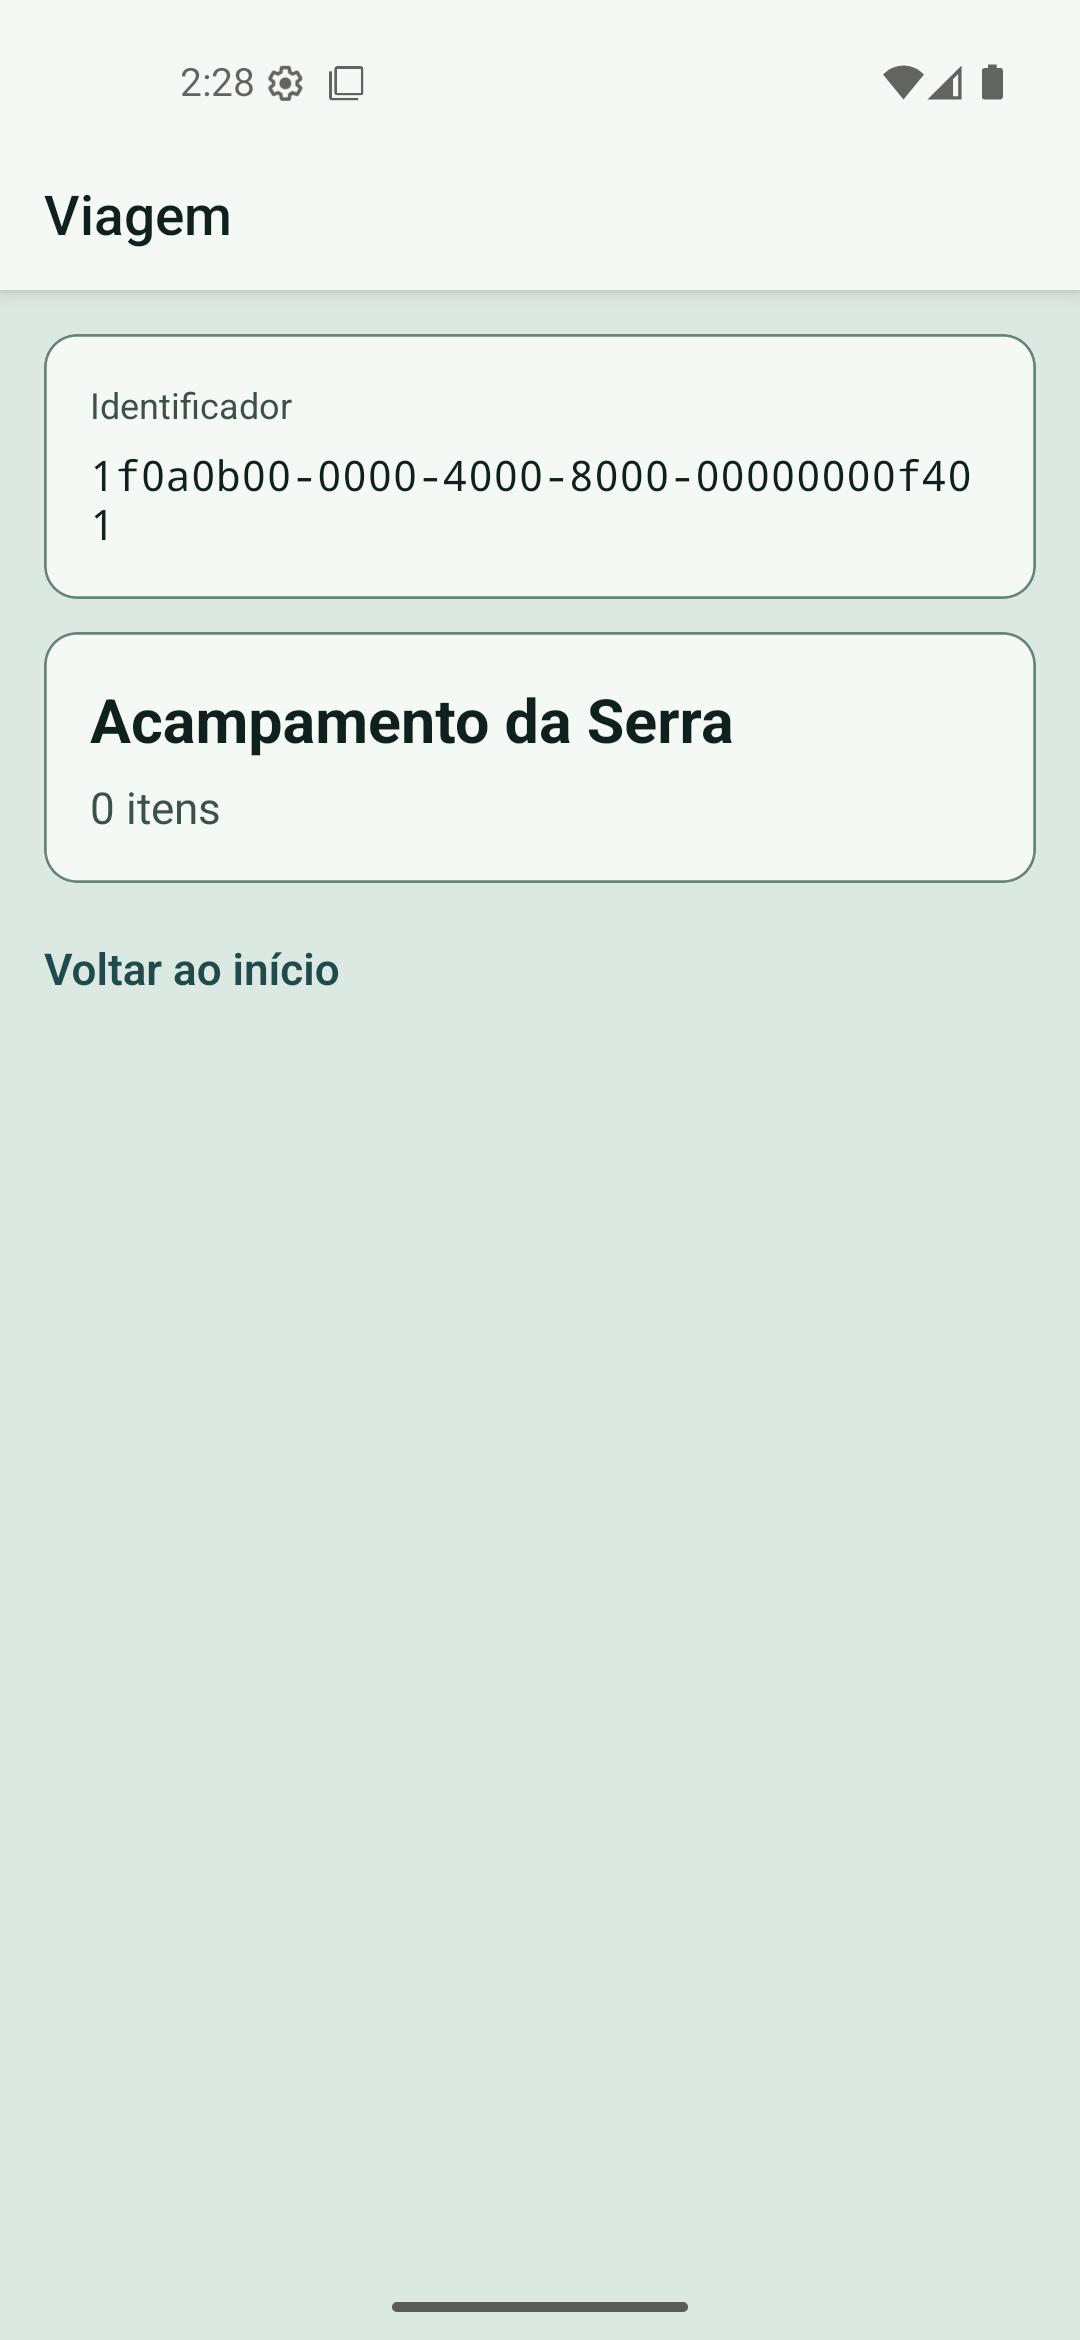 2:28
Viagem
Identificador
1f0a0b00-0000-4000-8000-00000000f40
1
Acampamento da Serra
0 itens
Voltar ao início